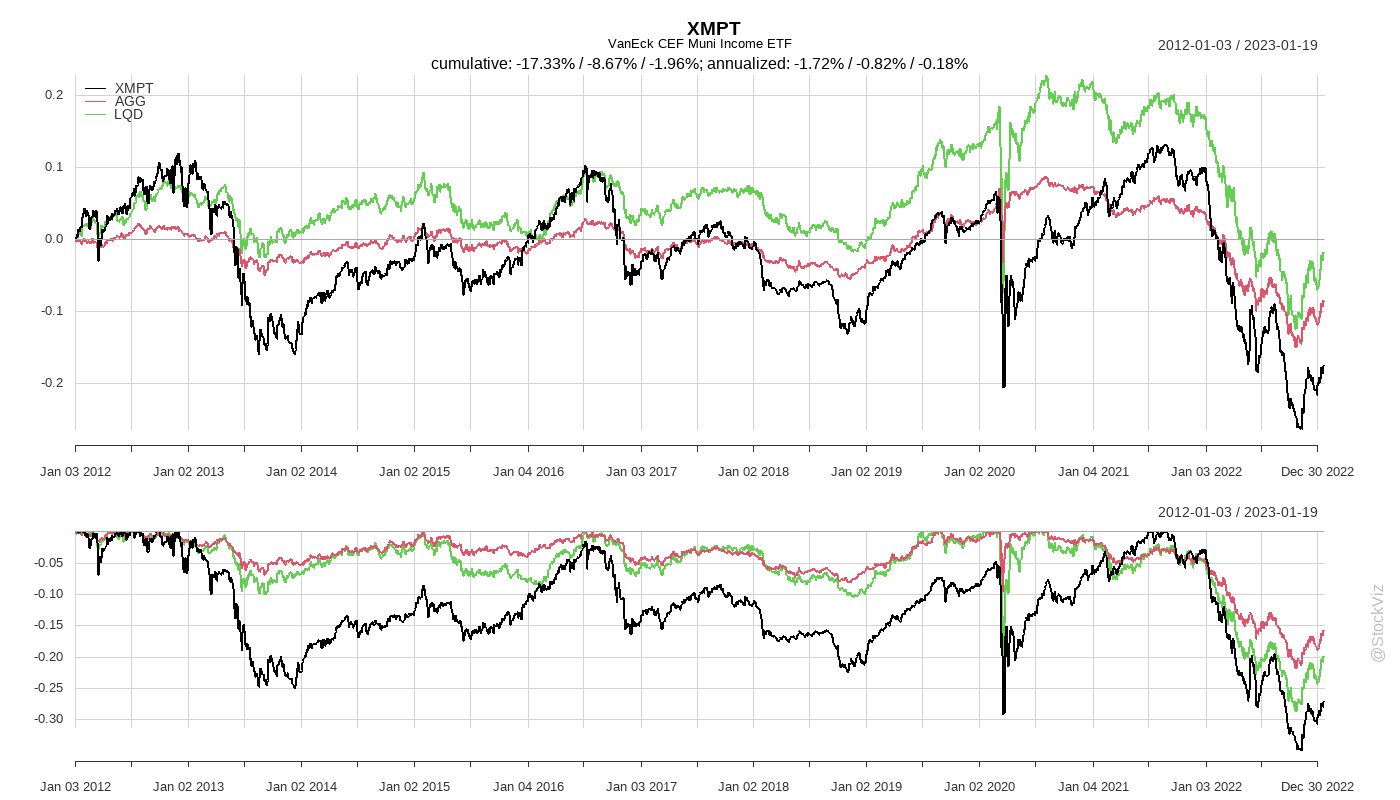 XMPT
VanEck CEF Muni Income ETF
2012-01-03 / 2023-01-19
cumulative: -17.33% / -8.67% / -1.96%; annualized: -1.72% / -0.82% / -0.18%
XMPT
AGG
LQD
0.2
0.1
0.0
-0.1
-0.2
Jan 03 2012 Jan 02 2013 Jan 02 2014 Jan 02 2015 Jan 04 2016 Jan 03 2017 Jan 02 2018 Jan 02 2019 Jan 02 2020 Jan 04 2021 Jan 03 2022 Dec 30 2022
2012-01-03 / 2023-01-19
-0.05
-0.10
-0.15
-0.20
-0.25
-0.30
Jan 03 2012 Jan 02 2013 Jan 02 2014 Jan 02 2015 Jan 04 2016 Jan 03 2017 Jan 02 2018 Jan 02 2019 Jan 02 2020 Jan 04 2021 Jan 03 2022 Dec 30 2022
@StockViz